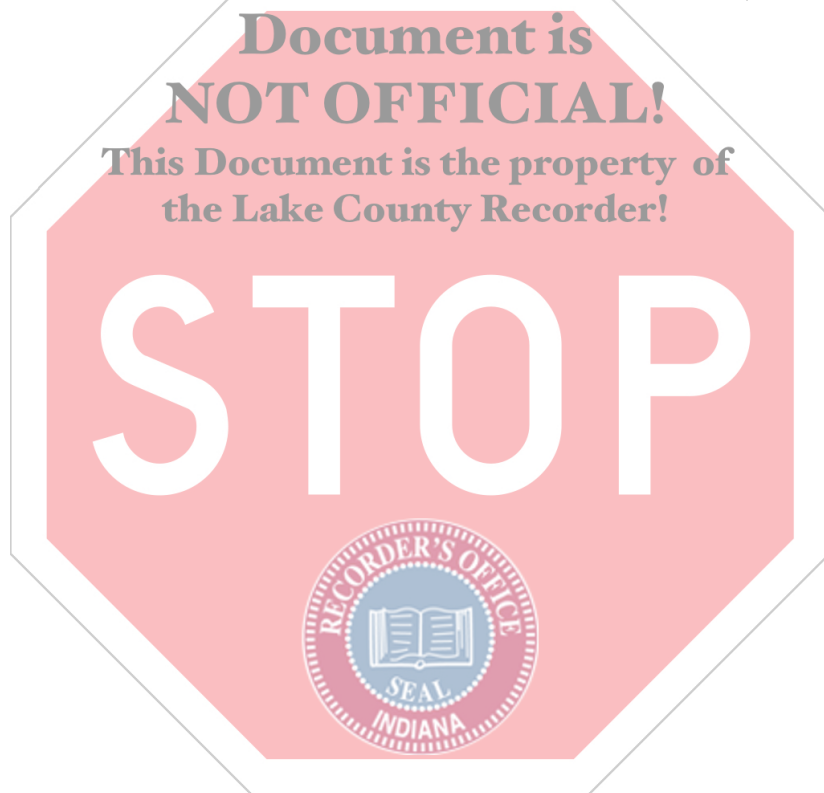 Document is
NOT OFFICIAL!
This Document is the property of
the Lake County Recorder!
STOP
RECORDER'S OFFICE
SEAL
INDIANA